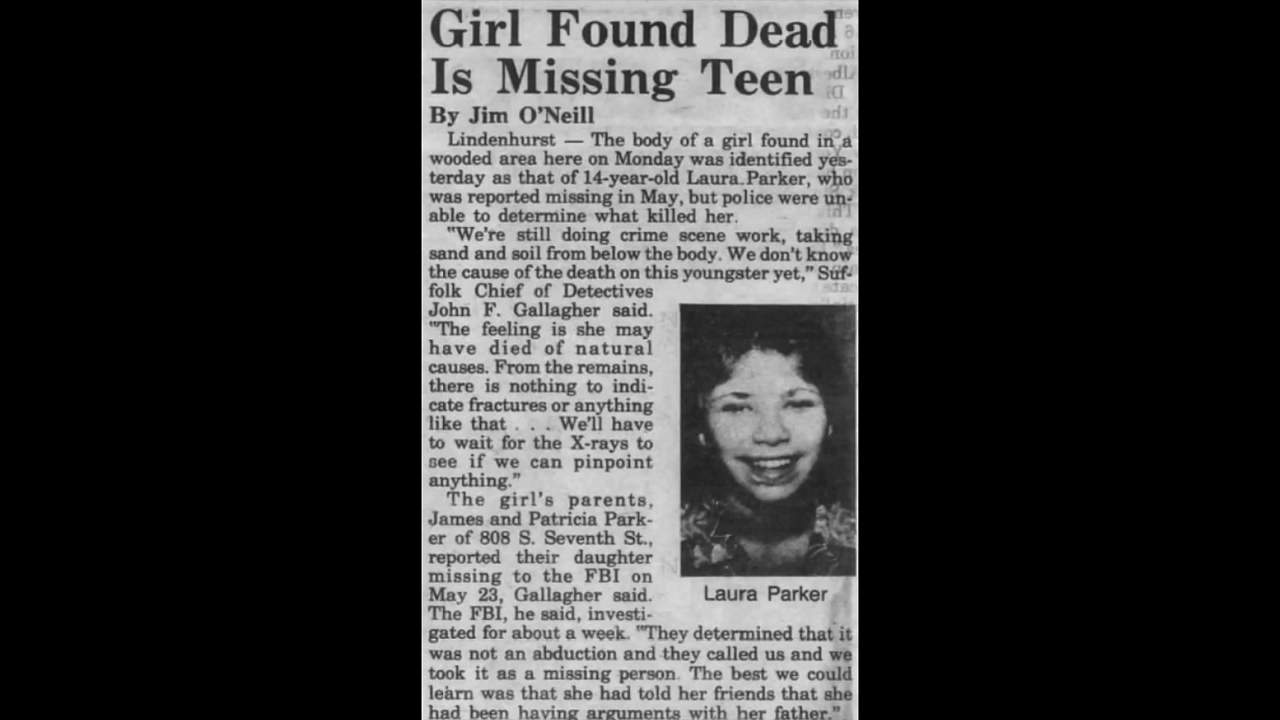 Girl Found Dead
Is Missing Teen
By Jim O'Neill
Lindenhurst — The body of a girl found in a
wooded area here on Monday was identified yes-
terday as that of 14-year-old Laura Parker, who
was reported missing in May, but police were un-
able to determine what killed her.
"We're still doing crime scene work, taking
sand and soil from below the body. We don't know
the cause of the death on this youngster yet," Suf-
folk Chief of Detectives
John F. Gallagher said.
"The feeling is she may
have died of natural
causes. From the remains,
there is nothing to indi-
cate fractures or anything
like that . . . We'll have
to wait for the X-rays to
see if we can pinpoint
anything."
The girl's parents,
James and Patricia Park-
er of 808 S. Seventh St.,
reported their daughter
missing to the FBI on
May 23, Gallagher said.
The FBI, he said, investi-
gated for about a week. "They determined that it
was not an abduction and they called us and we
took it as a missing person. The best we could
learn was that she had told her friends that she
had been having arguments with her father."
Laura Parker